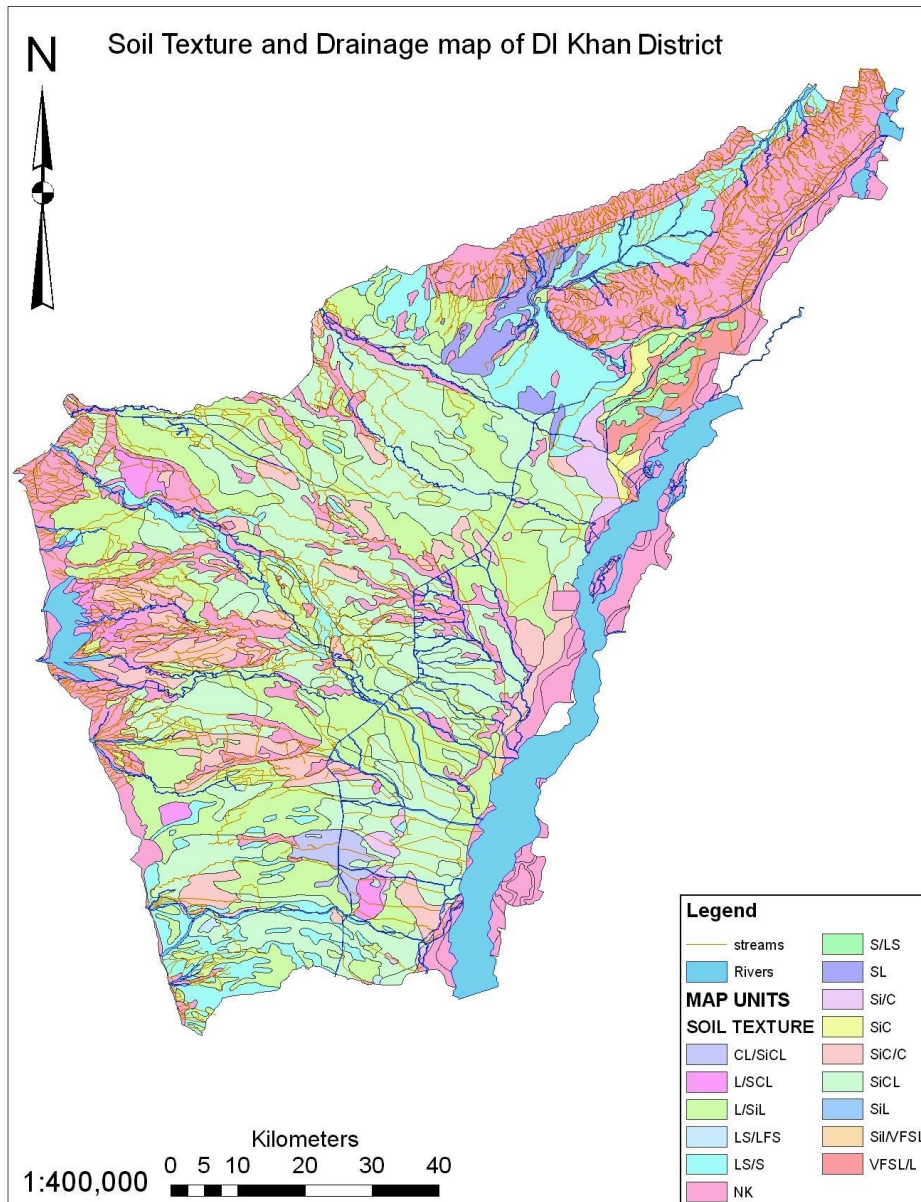 Soil Texture and Drainage map of DI Khan District
N
Legend
streams
Rivers
MAP UNITS
SOIL TEXTURE
CL/SiCL
L/SCL
L/SiL
LS/LFS
LS/S
NK
S/LS
SL
Si/C
SiC
SiC/C
SiCL
SiL
Sil/VFSL
VFSL/L
Kilometers
1:400,000 0 5 10 20 30 40